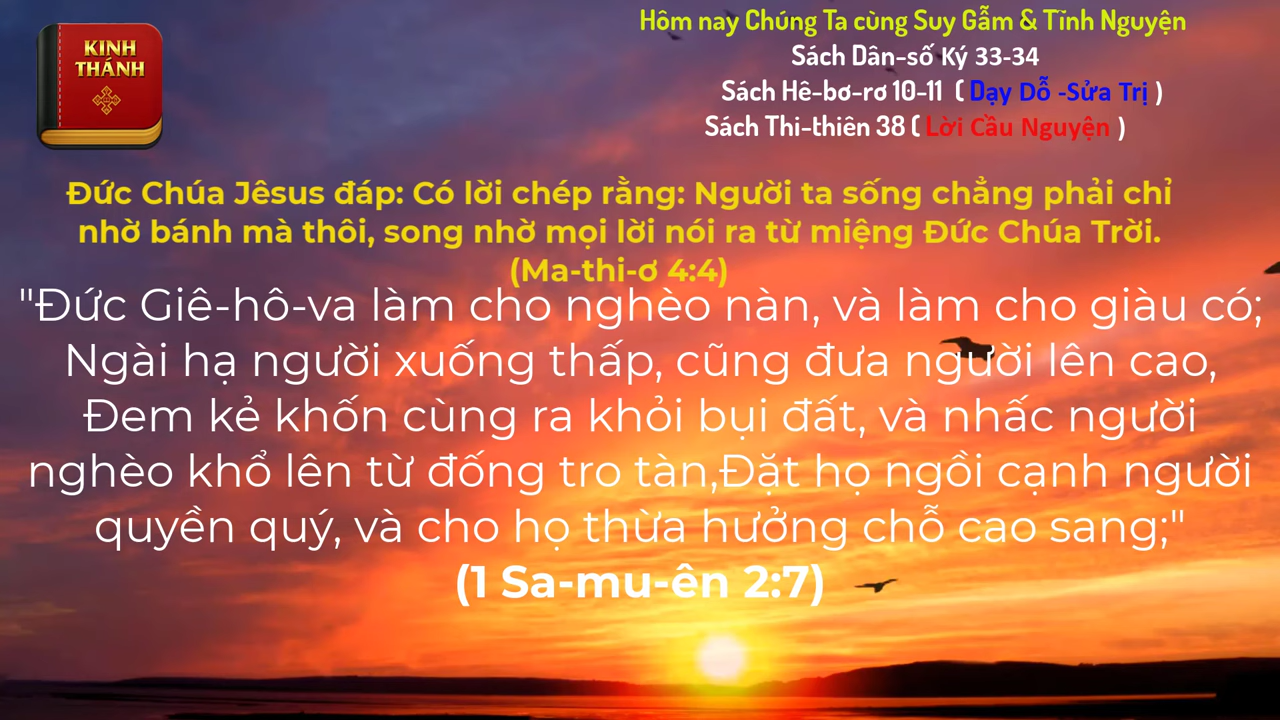 KINH
THÁNH
Hôm nay Chúng Ta cùng Suy Gẫm & Tĩnh Nguyện
Sách Dân-số Ký 33-34
Sách Hê-bơ-rơ 10-11 ( Dạy Dỗ -Sửa Trị )
Sách Thi-thiên 38 ( Lời Cầu Nguyện )
Đức Chúa Jêsus đáp: Có lời chép rằng: Người ta sống chẳng phải chỉ
nhờ bánh mà thôi, song nhờ mọi lời nói ra từ miệng Đức Chúa Trời.
(Ma-thi-ơ 4:4)
"Đức Giê-hô-va làm cho nghèo nàn, và làm cho giàu có;
Ngài hạ người xuống thấp, cũng đưa người lên cao,
Đem kẻ khốn cùng ra khỏi bụi đất, và nhấc người
nghèo khổ lên từ đống tro tàn,Đặt họ ngồi cạnh người
quyền quý, và cho họ thừa hưởng chỗ cao sang;"
(1 Sa-mu-ên 2:7)